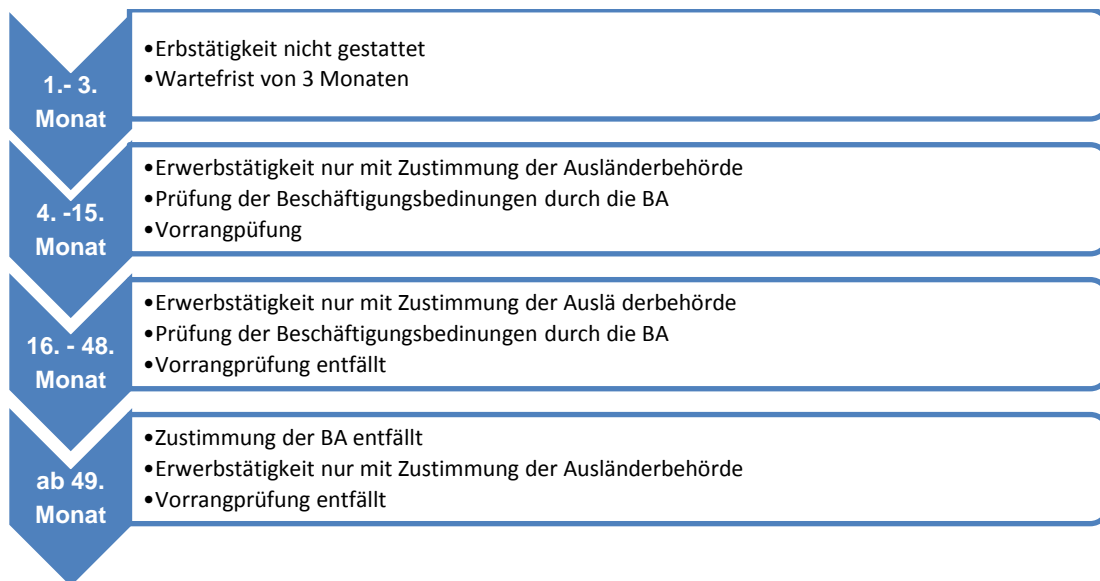 1.- 3.
Monat
•Erbstätigkeit nicht gestattet
•Wartefrist von 3 Monaten
4. -15.
Monat
•Erwerbstätigkeit nur mit Zustimmung der Ausländerbehörde
•Prüfung der Beschäftigungsbedinungen durch die BA
•Vorrangpüfung
16. - 48.
Monat
•Erwerbstätigkeit nur mit Zustimmung der Auslä derbehörde
•Prüfung der Beschäftigungsbedinungen durch die BA
•Vorrangprüfung entfällt
ab 49.
Monat
•Zustimmung der BA entfällt
•Erwerbstätigkeit nur mit Zustimmung der Ausländerbehörde
•Vorrangprüfung entfällt